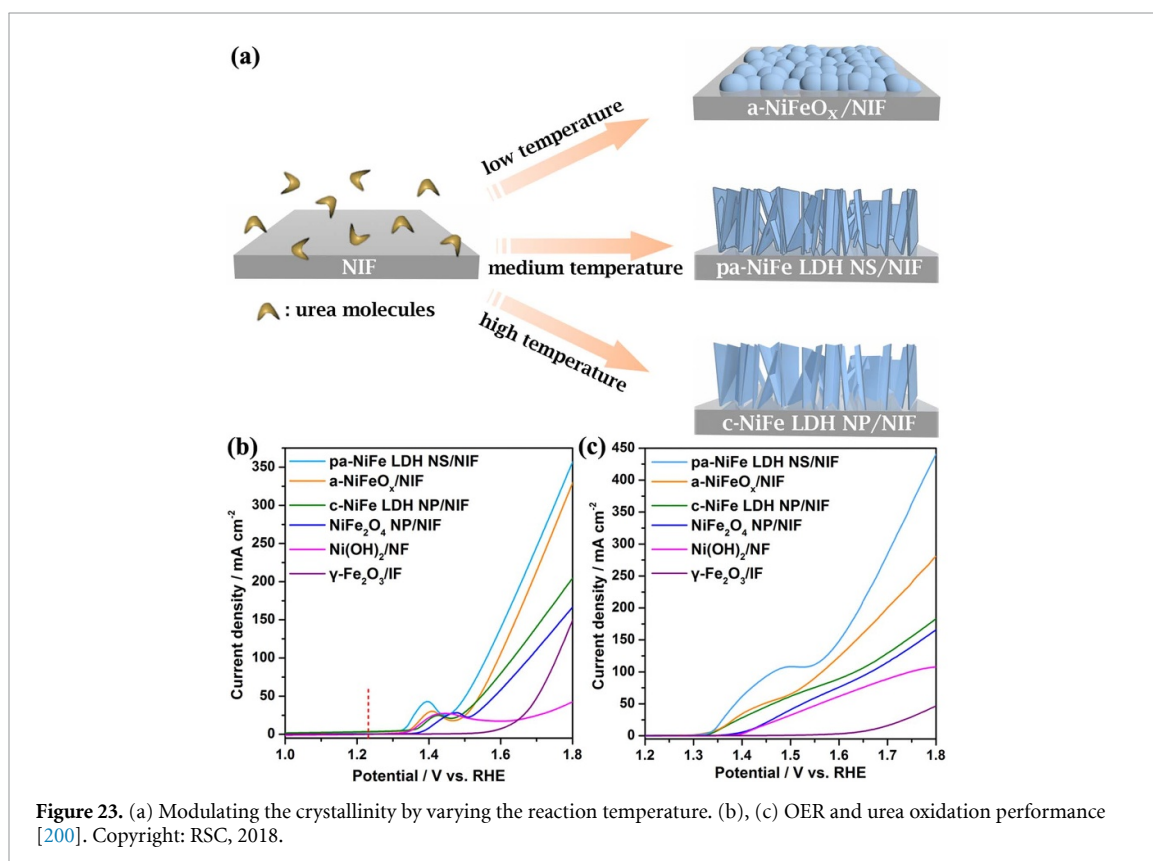 (a)
a-NiFeOₓ/NIF
low temperature
NIF
medium temperature
pa-NiFe LDH NS/NIF
: urea molecules
high temperature
c-NiFe LDH NP/NIF
(b)
350
300
250
200
150
100
50
0
Current density / mA cm⁻²
pa-NiFe LDH NS/NIF
a-NiFeOₓ/NIF
c-NiFe LDH NP/NIF
NiFe₂O₄ NP/NIF
Ni(OH)₂/NF
γ-Fe₂O₃/IF
1.0 1.2 1.4 1.6 1.8
Potential / V vs. RHE
(c)
450
400
350
300
250
200
150
100
50
0
Current density / mA cm⁻²
pa-NiFe LDH NS/NIF
a-NiFeOₓ/NIF
c-NiFe LDH NP/NIF
NiFe₂O₄ NP/NIF
Ni(OH)₂/NF
γ-Fe₂O₃/IF
1.2 1.3 1.4 1.5 1.6 1.7 1.8
Potential / V vs. RHE
Figure 23. (a) Modulating the crystallinity by varying the reaction temperature. (b), (c) OER and urea oxidation performance
[200]. Copyright: RSC, 2018.